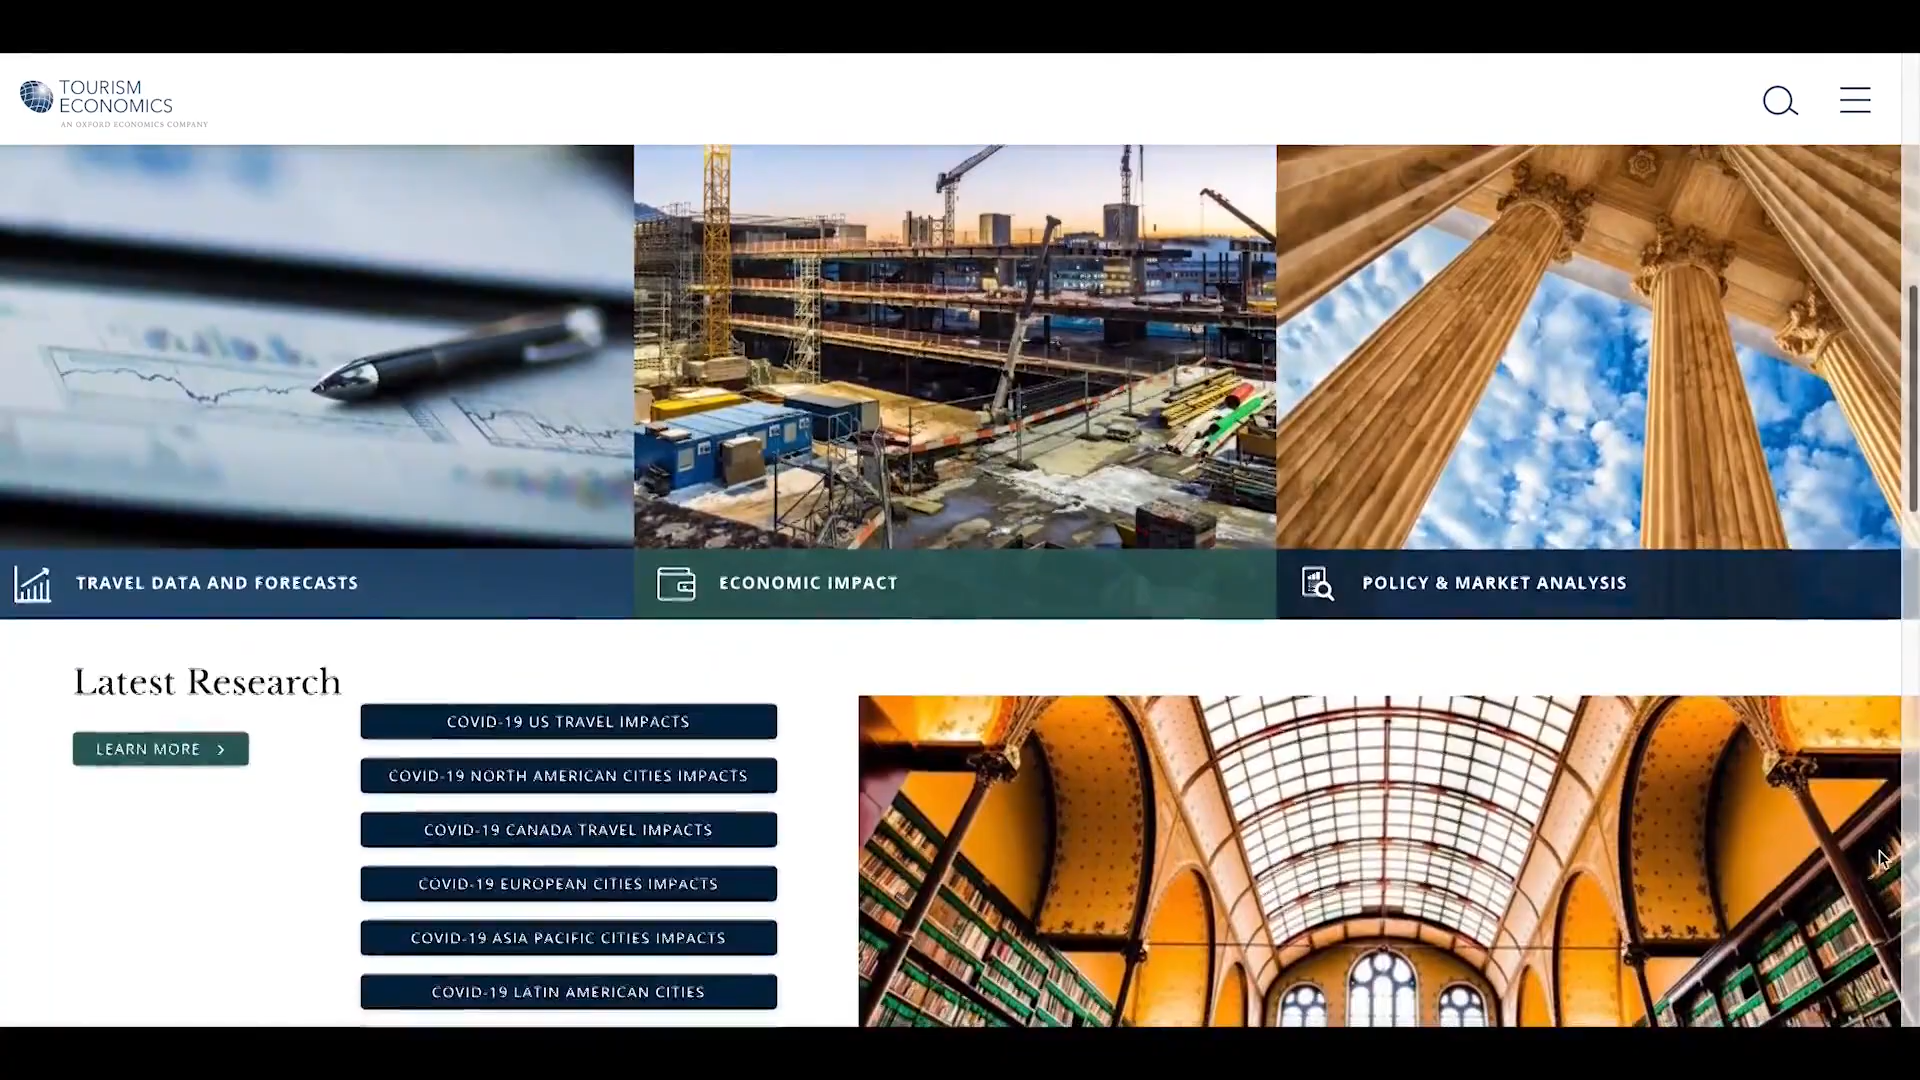 TOURISM
ECONOMICS
AN OXFORD ECONOMICS COMPANY
TRAVEL DATA AND FORECASTS
ECONOMIC IMPACT
POLICY & MARKET ANALYSIS
Latest Research
LEARN MORE >
COVID-19 US TRAVEL IMPACTS
COVID-19 NORTH AMERICAN CITIES IMPACTS
COVID-19 CANADA TRAVEL IMPACTS
COVID-19 EUROPEAN CITIES IMPACTS
COVID-19 ASIA PACIFIC CITIES IMPACTS
COVID-19 LATIN AMERICAN CITIES